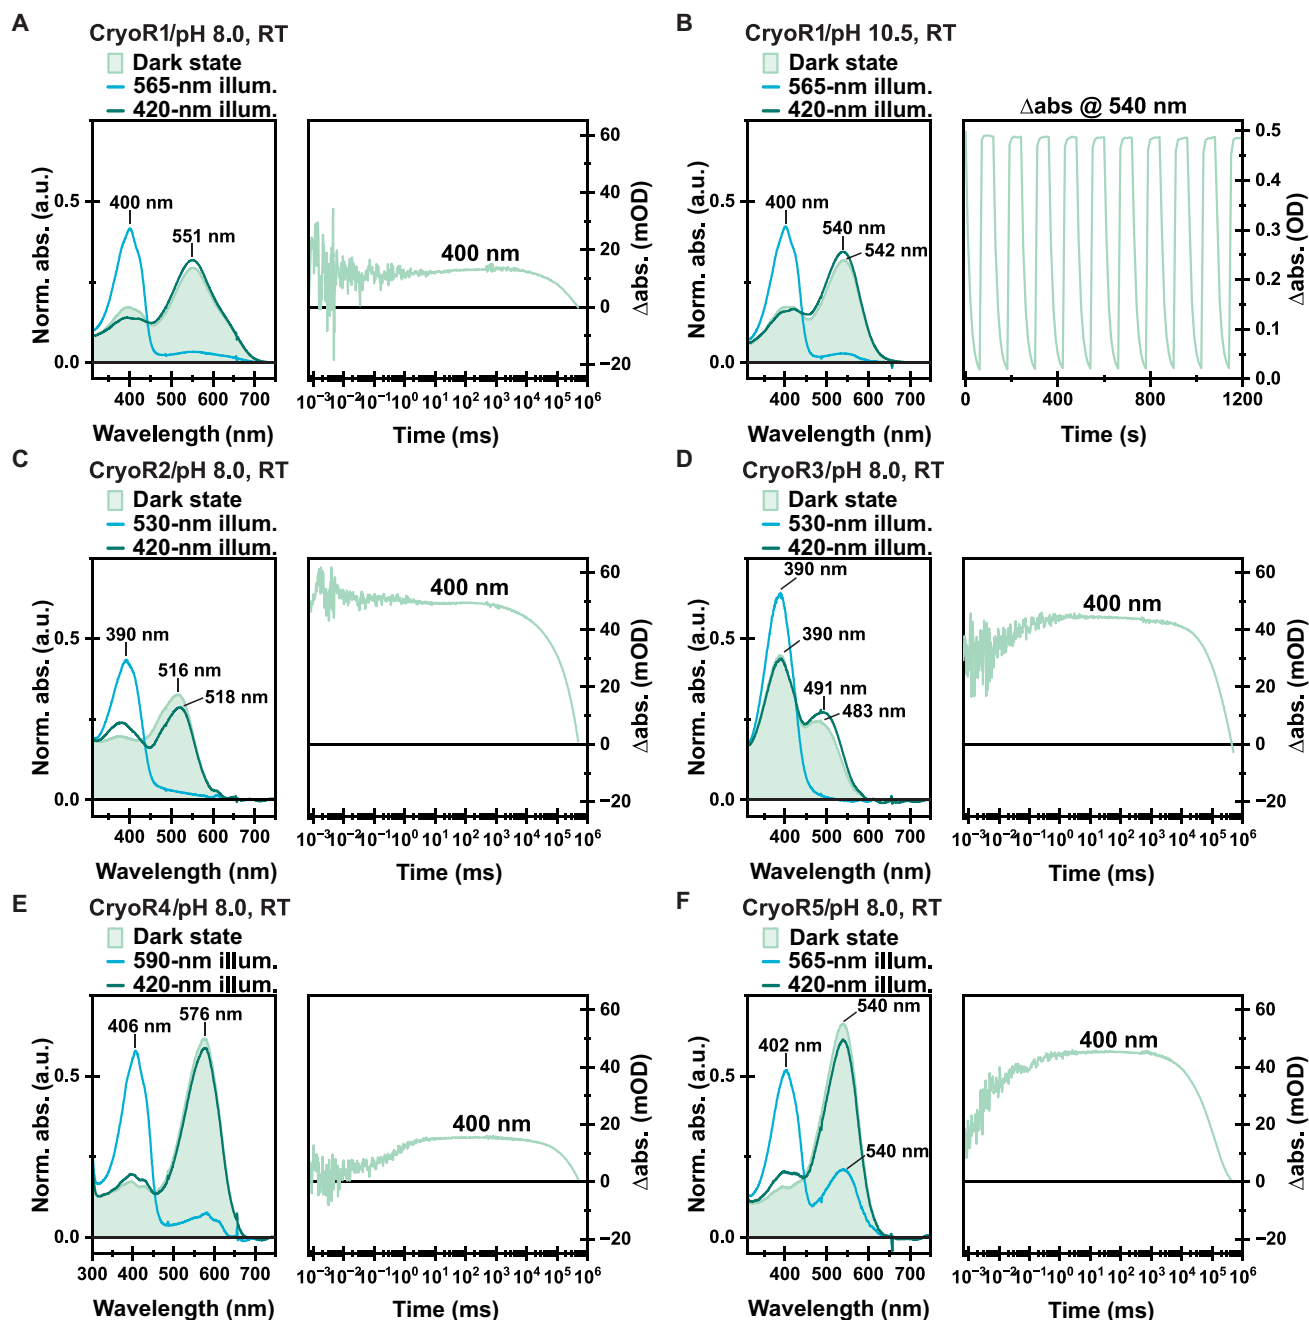 A
CryoR1/pH 8.0, RT
Dark state
565-nm illum.
420-nm illum.
Norm. abs. (a.u.)
0.5
0.0
400 nm
551 nm
400 500 600 700
Wavelength (nm)
400 nm
60
40
20
0
−20
Δabs. (mOD)
10⁻³ 10⁻² 10⁻¹ 10⁰ 10¹ 10² 10³ 10⁴ 10⁵ 10⁶
Time (ms)
B
CryoR1/pH 10.5, RT
Dark state
565-nm illum.
420-nm illum.
Norm. abs. (a.u.)
0.5
0.0
400 nm
540 nm
542 nm
400 500 600 700
Wavelength (nm)
Δabs @ 540 nm
0.5
0.4
0.3
0.2
0.1
0.0
Δabs. (OD)
0 400 800 1200
Time (s)
C
CryoR2/pH 8.0, RT
Dark state
530-nm illum.
420-nm illum.
Norm. abs. (a.u.)
0.5
0.0
390 nm
516 nm
518 nm
400 500 600 700
Wavelength (nm)
400 nm
60
40
20
0
−20
Δabs. (mOD)
10⁻³ 10⁻² 10⁻¹ 10⁰ 10¹ 10² 10³ 10⁴ 10⁵ 10⁶
Time (ms)
D
CryoR3/pH 8.0, RT
Dark state
530-nm illum.
420-nm illum.
Norm. abs. (a.u.)
0.5
0.0
390 nm
390 nm
491 nm
483 nm
400 500 600 700
Wavelength (nm)
400 nm
60
40
20
0
−20
Δabs. (mOD)
10⁻³ 10⁻² 10⁻¹ 10⁰ 10¹ 10² 10³ 10⁴ 10⁵ 10⁶
Time (ms)
E
CryoR4/pH 8.0, RT
Dark state
590-nm illum.
420-nm illum.
Norm. abs. (a.u.)
0.5
0.0
406 nm
576 nm
300 400 500 600 700
Wavelength (nm)
400 nm
60
40
20
0
−20
Δabs. (mOD)
10⁻³ 10⁻² 10⁻¹ 10⁰ 10¹ 10² 10³ 10⁴ 10⁵ 10⁶
Time (ms)
F
CryoR5/pH 8.0, RT
Dark state
565-nm illum.
420-nm illum.
Norm. abs. (a.u.)
0.5
0.0
402 nm
540 nm
540 nm
400 500 600 700
Wavelength (nm)
400 nm
60
40
20
0
−20
Δabs. (mOD)
10⁻³ 10⁻² 10⁻¹ 10⁰ 10¹ 10² 10³ 10⁴ 10⁵ 10⁶
Time (ms)